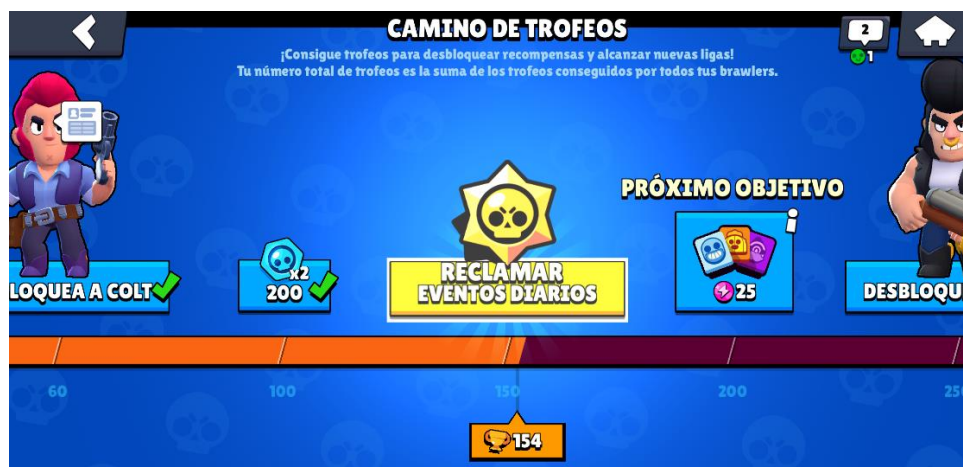 CAMINO DE TROFEOS
¡Consigue trofeos para desbloquear recompensas y alcanzar nuevas ligas!
Tu número total de trofeos es la suma de los trofeos conseguidos por todos tus brawlers.
2
1
PRÓXIMO OBJETIVO
LOQUEA A COLT
x2
200
RECLAMAR
EVENTOS DIARIOS
25
DESBLOQU
60
100
150
200
25
154